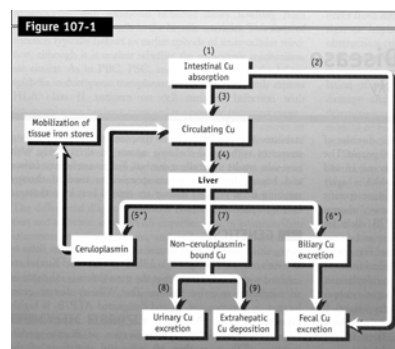 Figure 107-1
(1)
Intestinal Cu
absorption
(2)
(3)
Mobilization of
tissue iron stores
Circulating Cu
(4)
Liver
(5*)
(7)
(6*)
Ceruloplasmin
Non-ceruloplasmin-
bound Cu
Biliary Cu
excretion
(8)
(9)
Urinary Cu
excretion
Extrahepatic
Cu deposition
Fecal Cu
excretion